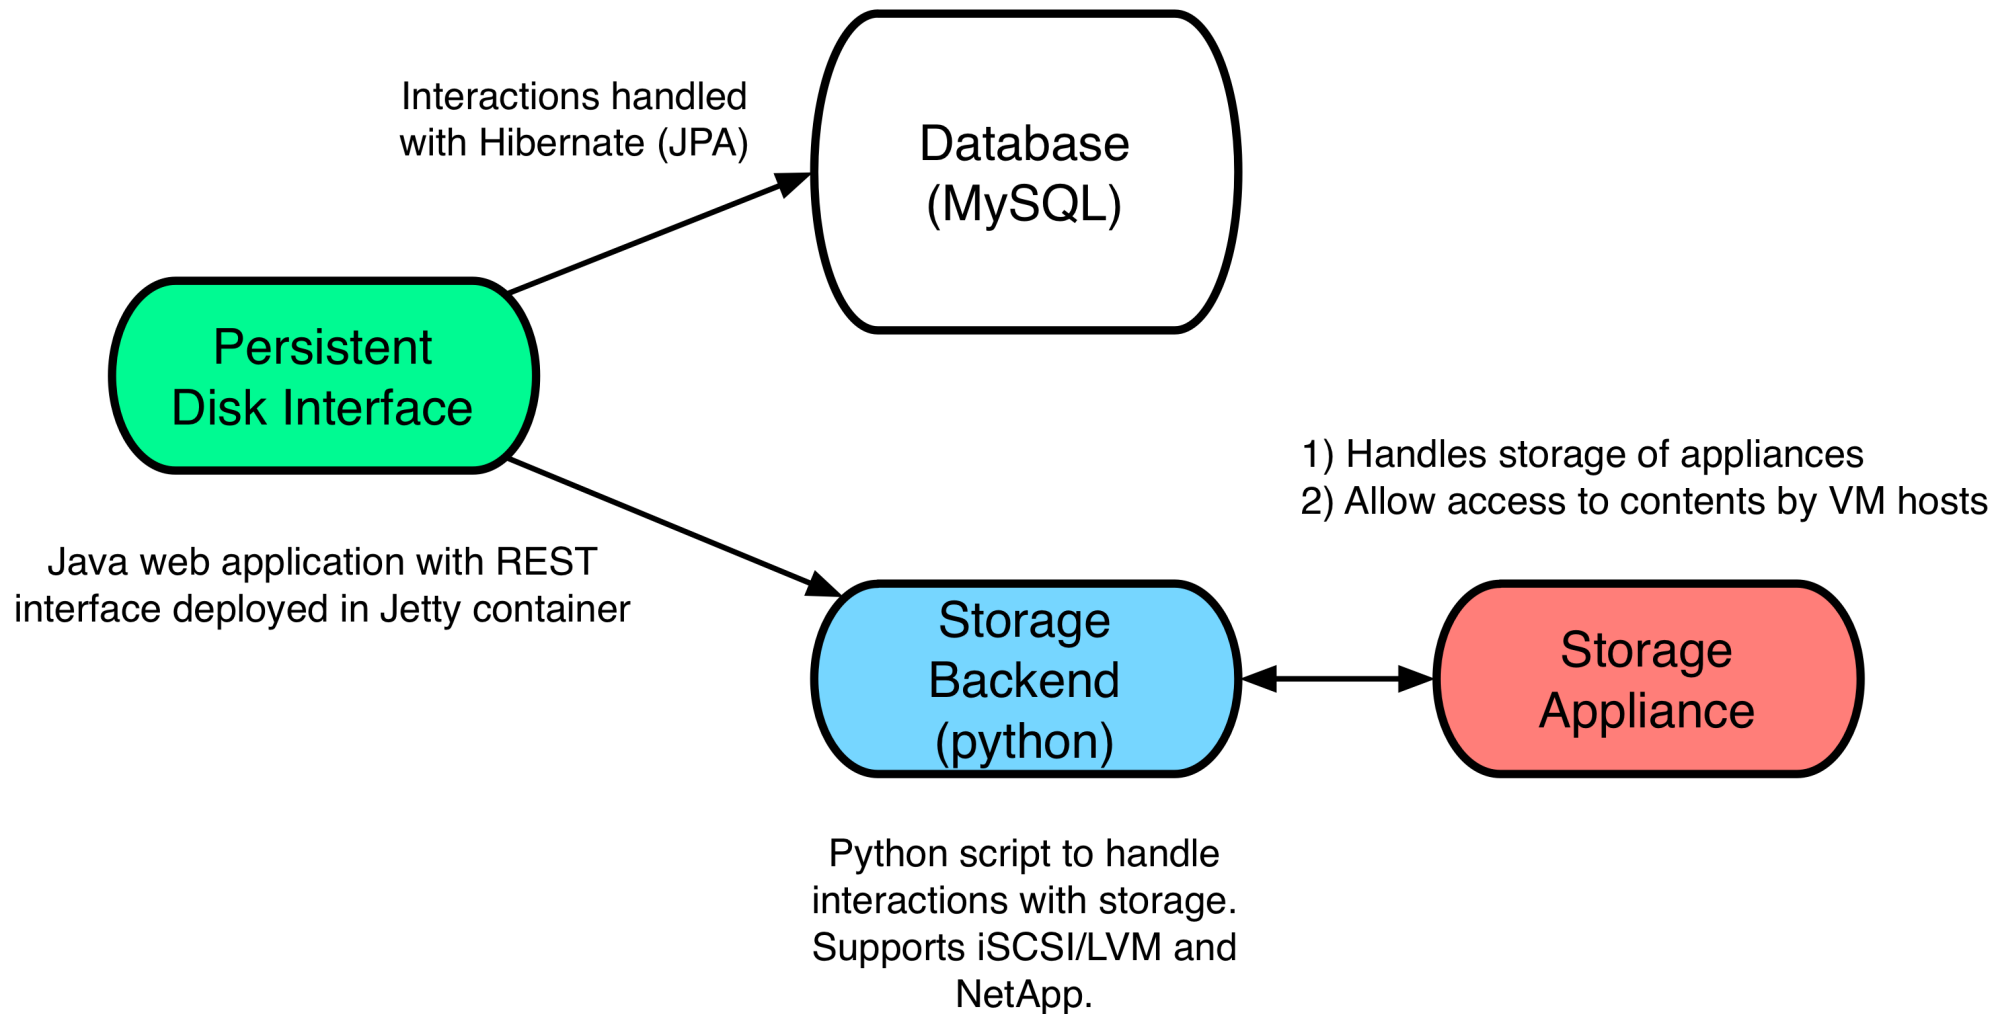 Interactions handled
with Hibernate (JPA)
Database
(MySQL)
Persistent
Disk Interface
Java web application with REST
interface deployed in Jetty container
1) Handles storage of appliances
2) Allow access to contents by VM hosts
Storage
Backend
(python)
Storage
Appliance
Python script to handle
interactions with storage.
Supports iSCSI/LVM and
NetApp.